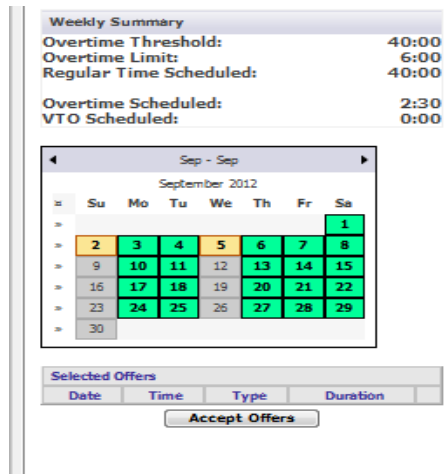 Weekly Summary
Overtime Threshold: 40:00
Overtime Limit: 6:00
Regular Time Scheduled: 40:00
Overtime Scheduled: 2:30
VTO Scheduled: 0:00
Sep - Sep
September 2012
Su Mo Tu We Th Fr Sa
» 1
» 2 3 4 5 6 7 8
» 9 10 11 12 13 14 15
» 16 17 18 19 20 21 22
» 23 24 25 26 27 28 29
» 30
Selected Offers
Date Time Type Duration
Accept Offers